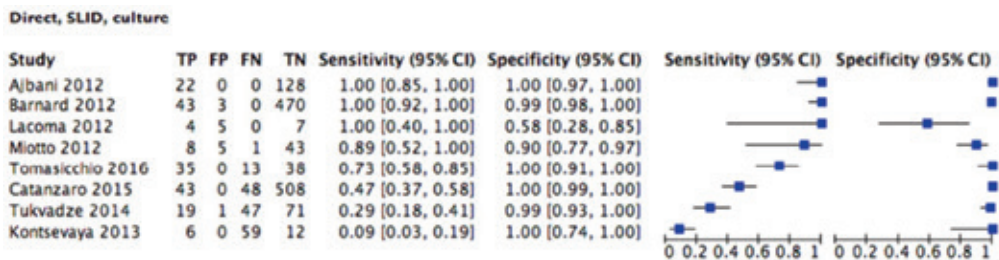 Direct, SLID, culture
Study TP FP FN TN Sensitivity (95% CI) Specificity (95% CI) Sensitivity (95% CI) Specificity (95% CI)
Ajbani 2012 22 0 0 128 1.00 [0.85, 1.00] 1.00 [0.97, 1.00]
Barnard 2012 43 3 0 470 1.00 [0.92, 1.00] 0.99 [0.98, 1.00]
Lacoma 2012 4 5 0 7 1.00 [0.40, 1.00] 0.58 [0.28, 0.85]
Miotto 2012 8 5 1 43 0.89 [0.52, 1.00] 0.90 [0.77, 0.97]
Tomasicchio 2016 35 0 13 38 0.73 [0.58, 0.85] 1.00 [0.91, 1.00]
Catanzaro 2015 43 0 48 508 0.47 [0.37, 0.58] 1.00 [0.99, 1.00]
Tukvadze 2014 19 1 47 71 0.29 [0.18, 0.41] 0.99 [0.93, 1.00]
Kontsevaya 2013 6 0 59 12 0.09 [0.03, 0.19] 1.00 [0.74, 1.00]
0 0.2 0.4 0.6 0.8 1 0 0.2 0.4 0.6 0.8 1